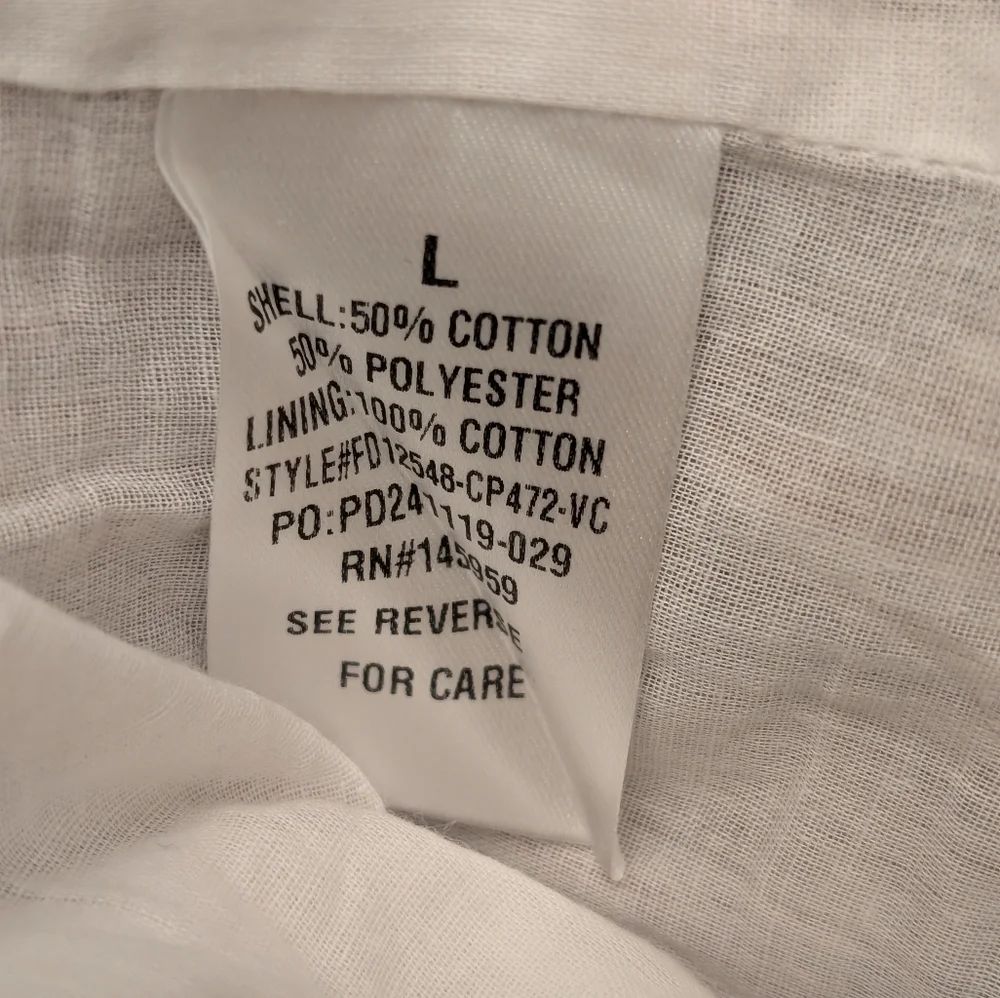 L
SHELL:50% COTTON
50% POLYESTER
LINING:100% COTTON
STYLE#FD12548-CP472-VC
PO:PD241119-029
RN#145959
SEE REVERSE
FOR CARE